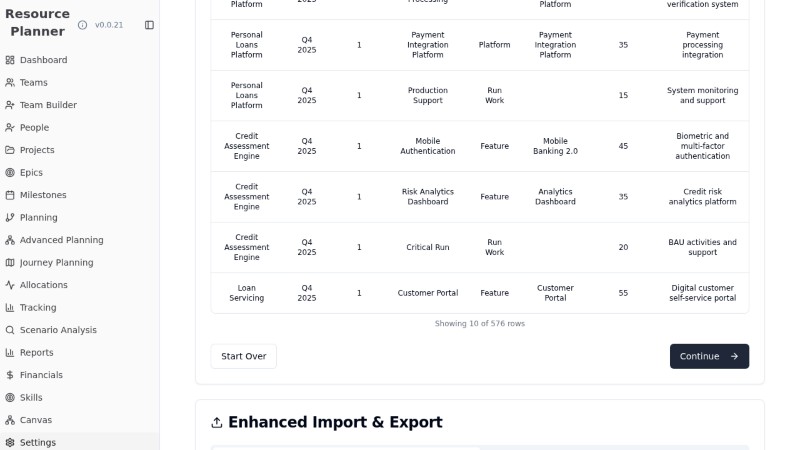 Resource
Planner
v0.0.21
Dashboard
Teams
Team Builder
People
Projects
Epics
Milestones
Planning
Advanced Planning
Journey Planning
Allocations
Tracking
Scenario Analysis
Reports
Financials
Skills
Canvas
Settings
Platform
2025
Processing
Platform
verification system
Personal
Loans
Platform
Q4
2025
1
Payment
Integration
Platform
Platform
Payment
Integration
Platform
35
Payment
processing
integration
Personal
Loans
Platform
Q4
2025
1
Production
Support
Run
Work
15
System monitoring
and support
Credit
Assessment
Engine
Q4
2025
1
Mobile
Authentication
Feature
Mobile
Banking 2.0
45
Biometric and
multi-factor
authentication
Credit
Assessment
Engine
Q4
2025
1
Risk Analytics
Dashboard
Feature
Analytics
Dashboard
35
Credit risk
analytics platform
Credit
Assessment
Engine
Q4
2025
1
Critical Run
Run
Work
20
BAU activities and
support
Loan
Servicing
Q4
2025
1
Customer Portal
Feature
Customer
Portal
55
Digital customer
self-service portal
Showing 10 of 576 rows
Start Over
Continue
Enhanced Import & Export